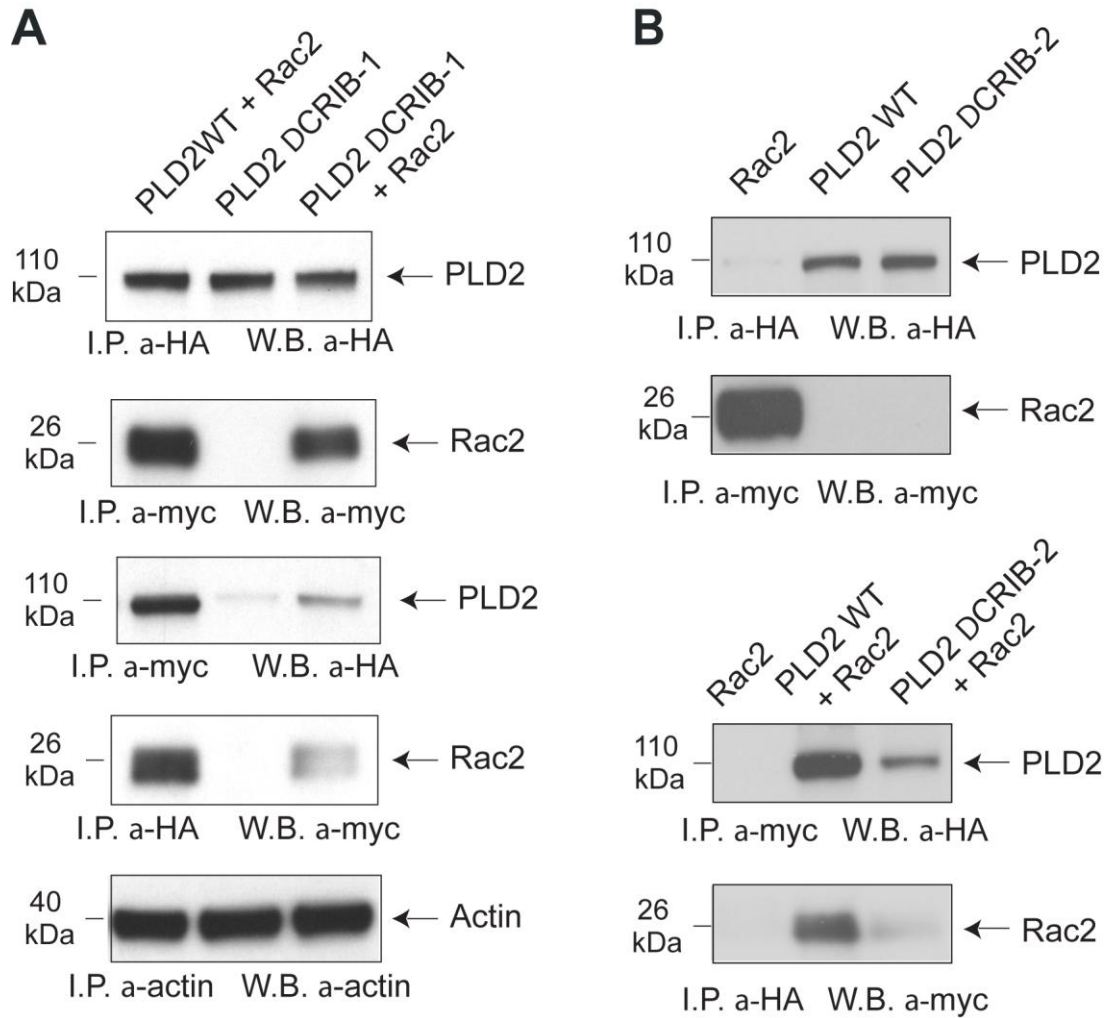 A
PLD2WT + Rac2
PLD2 DCRIB-1
PLD2 DCRIB-1
+ Rac2
110
kDa
PLD2
I.P. a-HA W.B. a-HA
26
kDa
Rac2
I.P. a-myc W.B. a-myc
110
kDa
PLD2
I.P. a-myc W.B. a-HA
26
kDa
Rac2
I.P. a-HA W.B. a-myc
40
kDa
Actin
I.P. a-actin W.B. a-actin
B
Rac2
PLD2 WT
PLD2 DCRIB-2
110
kDa
PLD2
I.P. a-HA W.B. a-HA
26
kDa
Rac2
I.P. a-myc W.B. a-myc
Rac2
PLD2 WT
+ Rac2
PLD2 DCRIB-2
+ Rac2
110
kDa
PLD2
I.P. a-myc W.B. a-HA
26
kDa
Rac2
I.P. a-HA W.B. a-myc